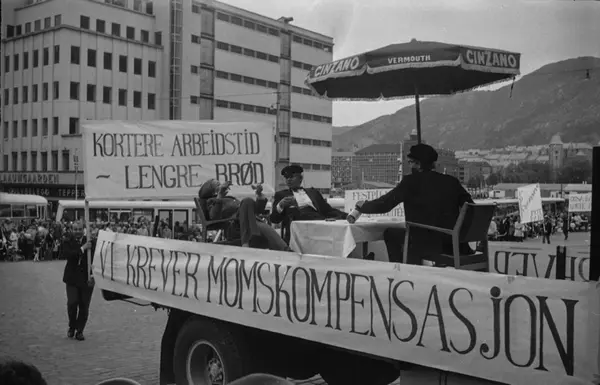 CINZANO VERMOUTH CINZANO
KORTERE ARBEIDSTID
~ LENGRE BRØD
VI KREVER MOMSKOMPENSASJON